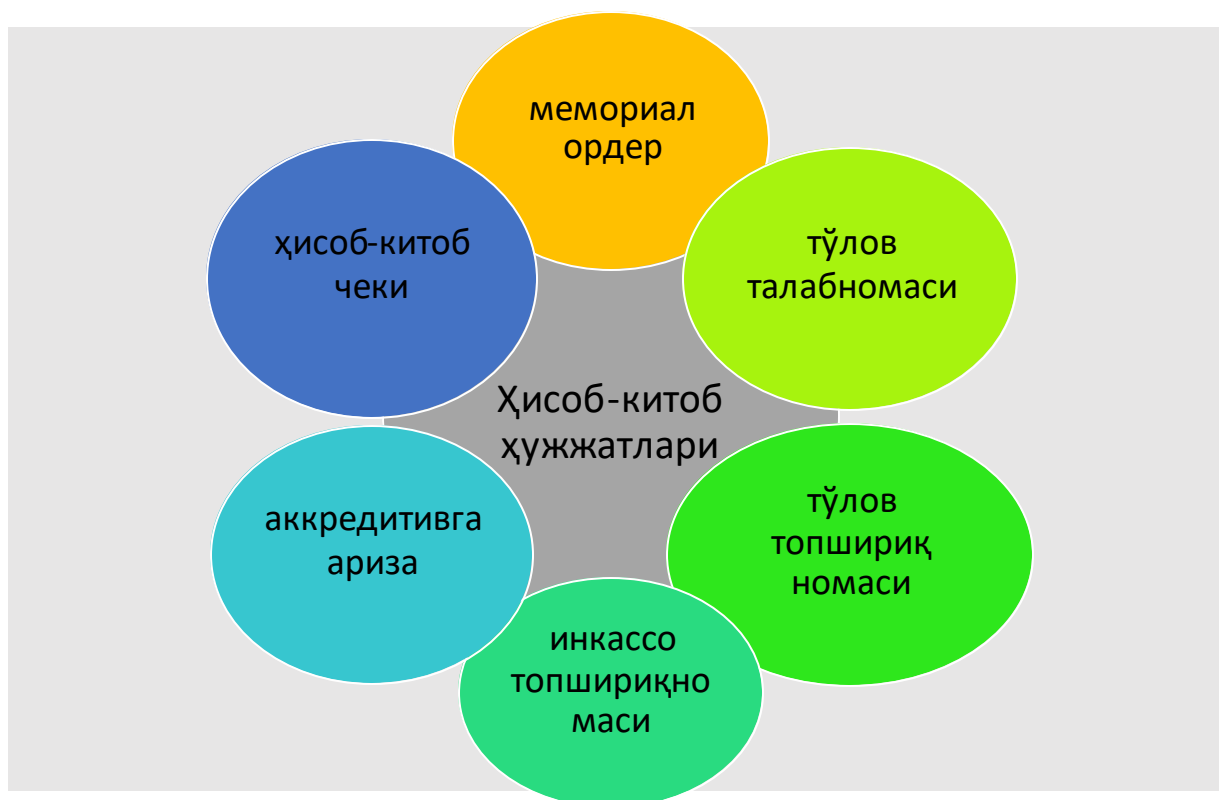 мемориал
ордер
ҳисоб-китоб
чеки
тўлов
талабномаси
Ҳисоб-китоб
ҳужжатлари
аккредитивга
ариза
тўлов
топшириқ
номаси
инкассо
топшириқно
маси